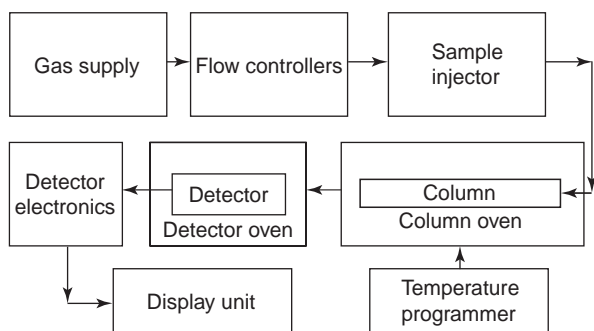 Gas supply
Flow controllers
Sample
injector
Detector
electronics
Detector
Detector oven
Column
Column oven
Display unit
Temperature
programmer